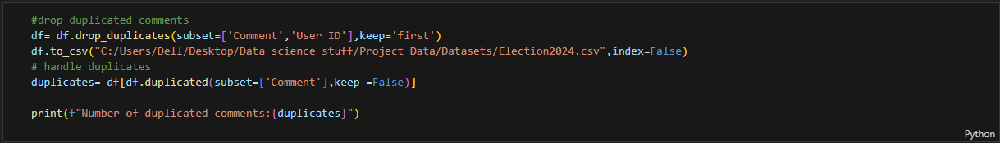 #drop duplicated comments
df= df.drop_duplicates(subset=['Comment','User ID'],keep='first')
df.to_csv("C:/Users/Dell/Desktop/Data science stuff/Project Data/Datasets/Election2024.csv",index=False)
# handle duplicates
duplicates= df[df.duplicated(subset=['Comment'],keep =False)]
print(f"Number of duplicated comments:{duplicates}")
Python